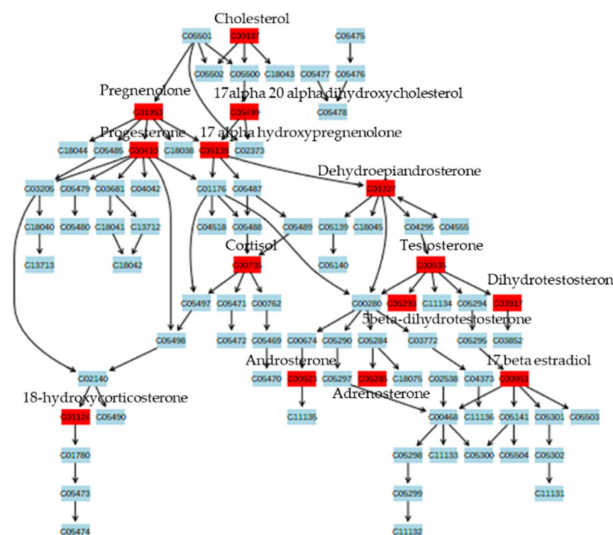 Cholesterol
C05501 C00187 C05475
C05502 C05500 C18043 C05477 C05476
Pregnenolone 17alpha 20 alphadihydroxycholesterol
C01953 C05499 C05478
Progesterone 17 alpha hydroxypregnenolone
C18044 C05485 C00410 C18038 C05138 C02373
Dehydroepiandrosterone
C03205 C05479 C03681 C04042 C01176 C05487 C01227
C18040 C05480 C18041 C13712 C04518 C05488 C05489 C05139 C18045 C04295 C04555
Cortisol Testosterone
C13713 C18042 C00735 C05140 C00535
Dihydrotestosteron
C05497 C05471 C00762 C00280 C05293 C11134 C05294 C03917
5beta-dihydrotestosterone
C05498 C05472 C05469 C00674 C05290 C05284 C03772 C05295 C03852
Androsterone 17 beta estradiol
C02140 C05470 C00523 C05297 C05285 C18075 C02538 C04373 C00951
18-hydroxycorticosterone Adrenosterone
C01124 C05490 C11135 C00468 C11136 C05141 C05301 C05503
C01780 C05298 C11133 C05300 C05504 C05302
C05473 C05299 C11131
C05474 C11132